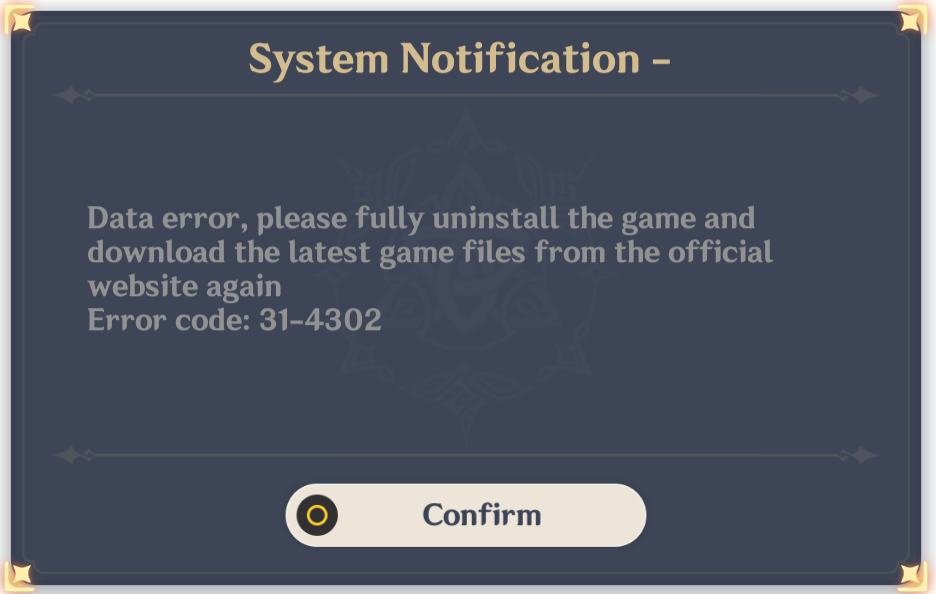 System Notification –
Data error, please fully uninstall the game and
download the latest game files from the official
website again
Error code: 31-4302
Confirm